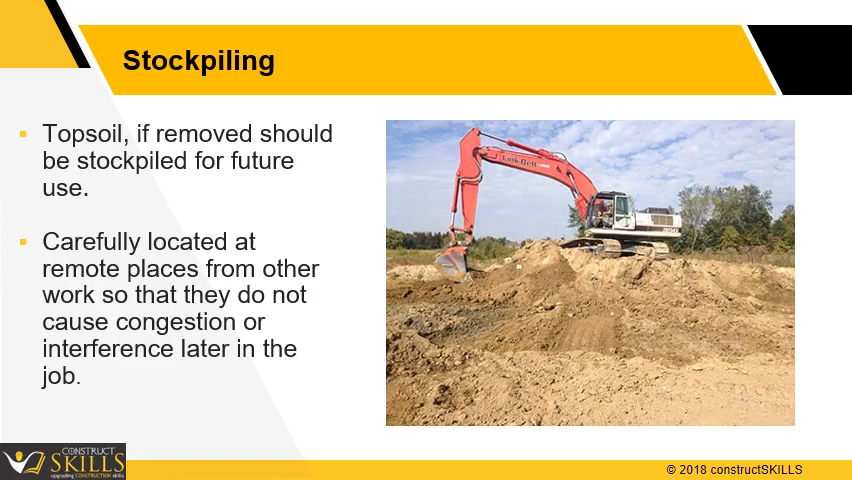 Stockpiling
Topsoil, if removed should
be stockpiled for future
use.
Carefully located at
remote places from other
work so that they do not
cause congestion or
interference later in the
job.
Link-Belt
CONSTRUCT
SKILLS
upgrading CONSTRUCTION skills
© 2018 constructSKILLS